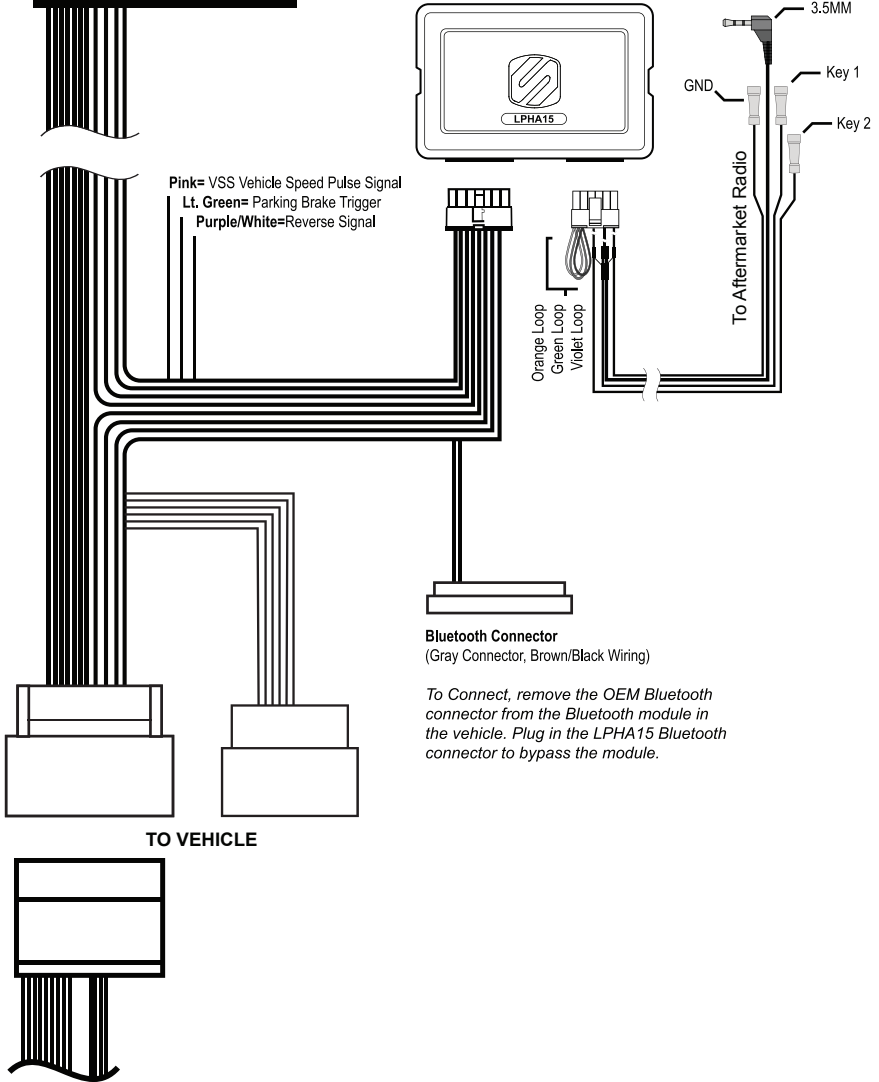 3.5MM
Key 1
GND
Key 2
LPHA15
To Aftermarket Radio
Pink= VSS Vehicle Speed Pulse Signal
Lt. Green= Parking Brake Trigger
Purple/White=Reverse Signal
Orange Loop
Green Loop
Violet Loop
Bluetooth Connector
(Gray Connector, Brown/Black Wiring)
To Connect, remove the OEM Bluetooth
connector from the Bluetooth module in
the vehicle. Plug in the LPHA15 Bluetooth
connector to bypass the module.
TO VEHICLE